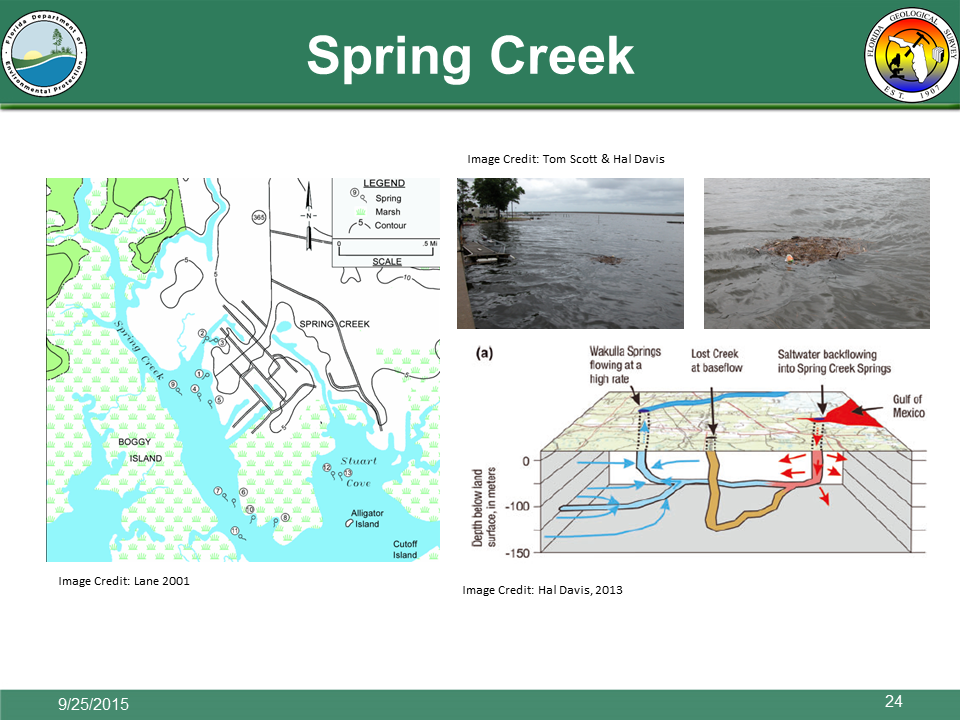 Florida Department of Environmental Protection
Spring Creek
FLORIDA GEOLOGICAL SURVEY
EST. 1907
Image Credit: Tom Scott & Hal Davis
LEGEND
9 Spring
Marsh
5 Contour
0 .5 Mi
SCALE
N
365
5
5
10
SPRING CREEK
Spring Creek
2
3
1
9
4
5
5
5
BOGGY
ISLAND
Stuart
Cove
12
13
7
6
10
8
11
Alligator
Island
Cutoff
Island
Image Credit: Lane 2001
(a)
Wakulla Springs
flowing at a
high rate
Lost Creek
at baseflow
Saltwater backflowing
into Spring Creek Springs
Gulf of
Mexico
Depth below land
surface, in meters
0
-100
-150
Image Credit: Hal Davis, 2013
9/25/2015
24